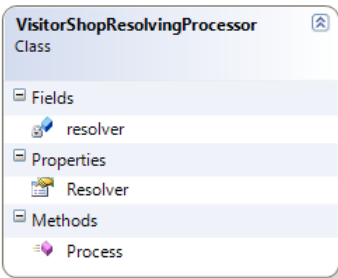 VisitorShopResolvingProcessor
Class
Fields
resolver
Properties
Resolver
Methods
Process